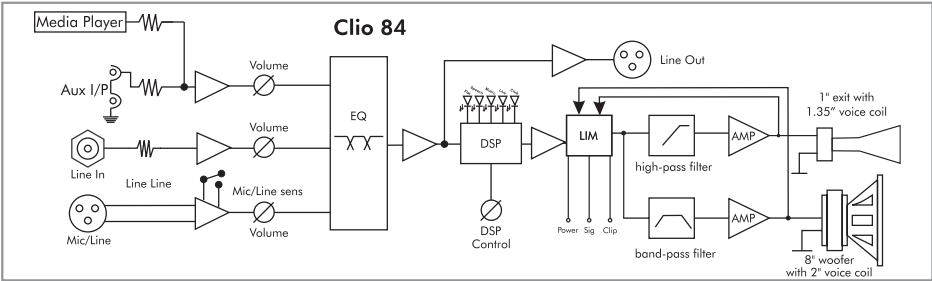 Clio 84
Media Player
Aux I/P
Volume
Line In
Line Line
Volume
Mic/Line
Mic/Line sens
Volume
EQ
Line Out
DSP
DSP
Control
LIM
Power Sig Clip
high-pass filter
AMP
1" exit with
1.35" voice coil
band-pass filter
AMP
8" woofer
with 2" voice coil